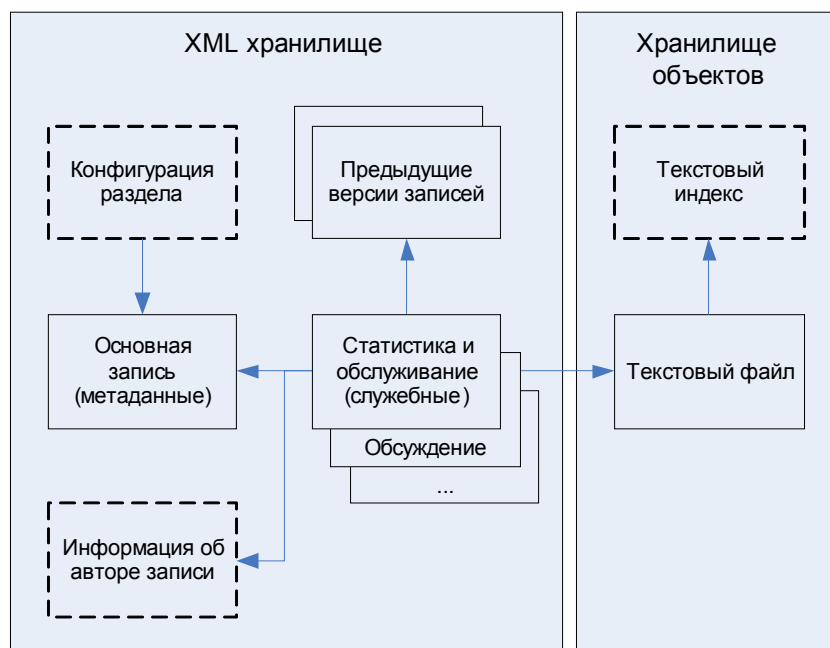 XML хранилище
Конфигурация
раздела
Предыдущие
версии записей
Основная
запись
(метаданные)
Статистика и
обслуживание
(служебные)
Обсуждение
...
Информация об
авторе записи
Хранилище
объектов
Текстовый
индекс
Текстовый файл